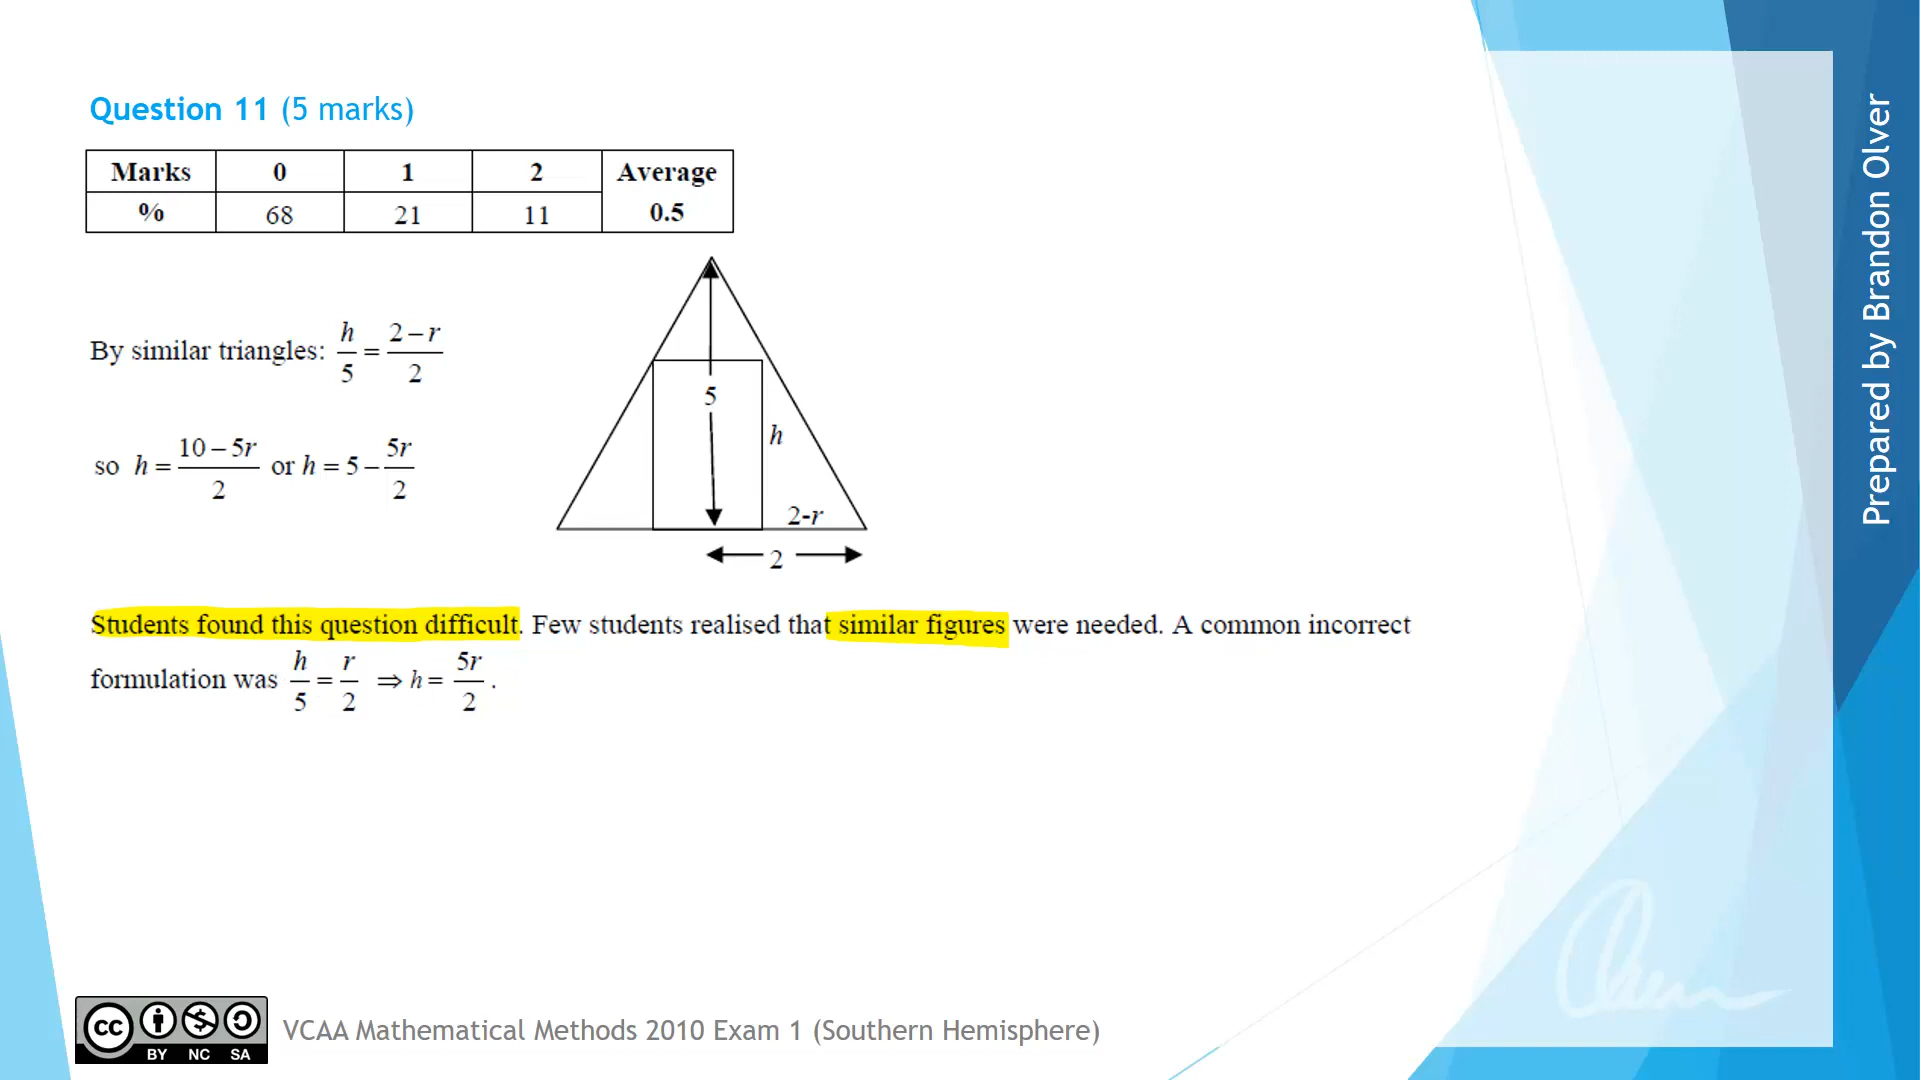 Question 11 (5 marks)
Marks 0 1 2 Average
% 68 21 11 0.5
By similar triangles: h/5 = (2 – r)/2
so h = (10 – 5r)/2 or h = 5 – 5r/2
5
h
2-r
2
Students found this question difficult. Few students realised that similar figures were needed. A common incorrect
formulation was h/5 = r/2 ⇒ h = 5r/2 .
Prepared by Brandon Olver
cc BY NC SA
VCAA Mathematical Methods 2010 Exam 1 (Southern Hemisphere)